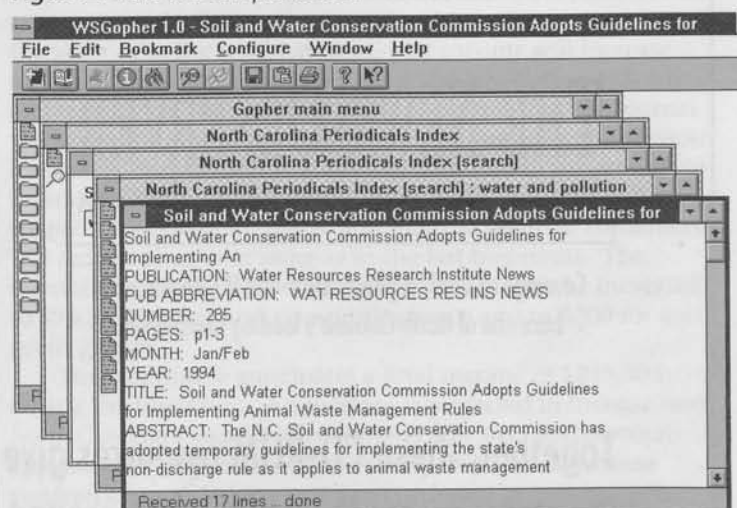 WSGopher 1.0 - Soil and Water Conservation Commission Adopts Guidelines for
File Edit Bookmark Configure Window Help
Gopher main menu
North Carolina Periodicals Index
North Carolina Periodicals Index (search)
North Carolina Periodicals Index (search) : water and pollution
Soil and Water Conservation Commission Adopts Guidelines for
Soil and Water Conservation Commission Adopts Guidelines for
Implementing An
PUBLICATION: Water Resources Research Institute News
PUB ABBREVIATION: WAT RESOURCES RES INS NEWS
NUMBER: 285
PAGES: p1-3
MONTH: Jan/Feb
YEAR: 1994
TITLE: Soil and Water Conservation Commission Adopts Guidelines
for Implementing Animal Waste Management Rules
ABSTRACT: The N.C. Soil and Water Conservation Commission has
adopted temporary guidelines for implementing the state's
non-discharge rule as it applies to animal waste management
Received 17 lines ... done